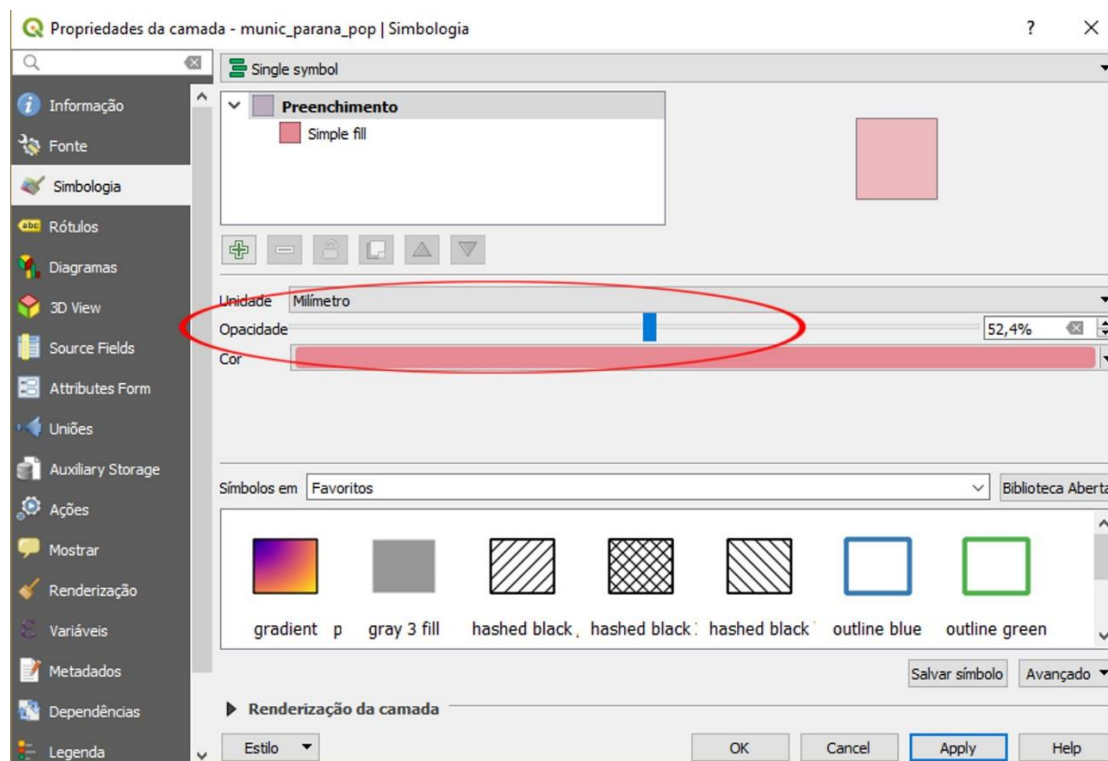 Propriedades da camada - munic_parana_pop | Simbologia
Single symbol
Informação
Fonte
Simbologia
Rótulos
Diagramas
3D View
Source Fields
Attributes Form
Uniões
Auxiliary Storage
Ações
Mostrar
Renderização
Variáveis
Metadados
Dependências
Legenda
Preenchimento
Simple fill
Unidade Milímetro
Opacidade 52,4%
Cor
Símbolos em Favoritos Biblioteca Aberta
gradient p gray 3 fill hashed black hashed black hashed black outline blue outline green
Salvar símbolo Avançado
Renderização da camada
Estilo OK Cancel Apply Help